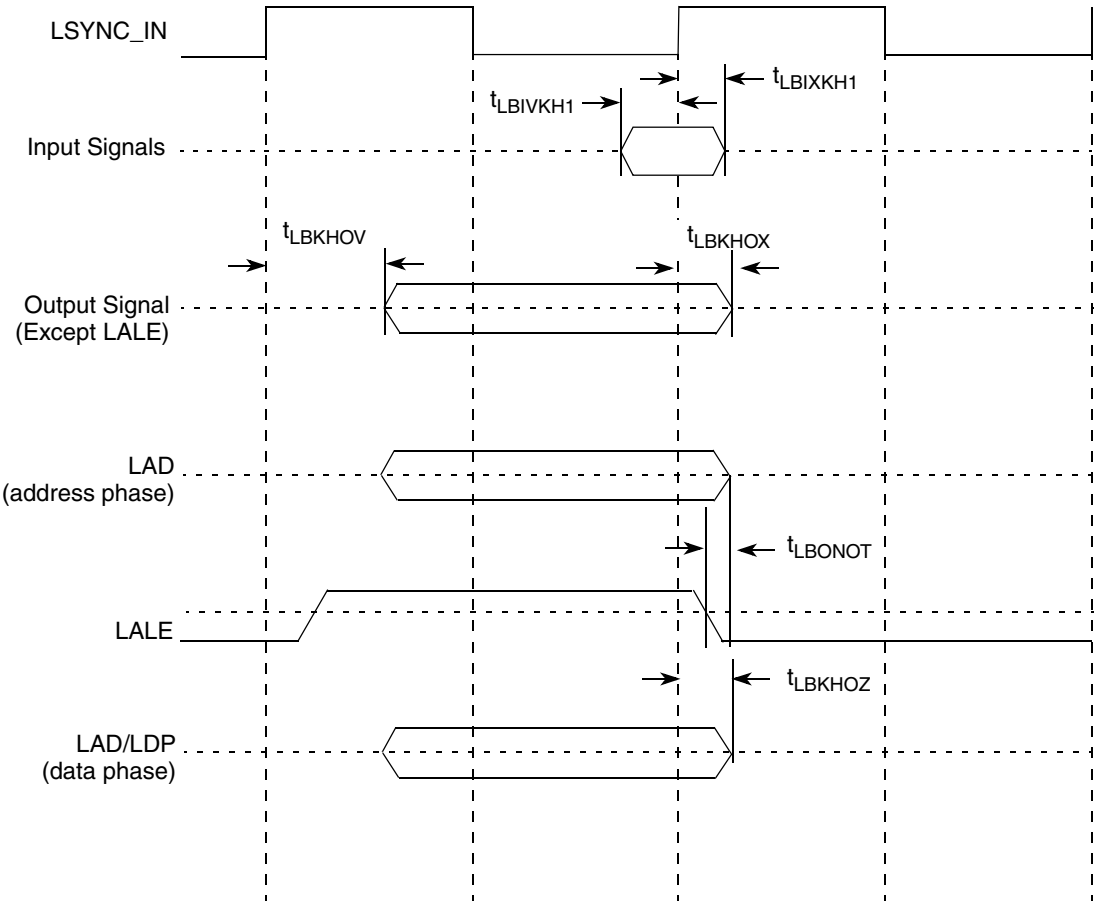 LSYNC_IN
tLBIXKH1
tLBIVKH1
Input Signals
tLBKHOV
tLBKHOX
Output Signal
(Except LALE)
LAD
(address phase)
tLBONOT
LALE
tLBKHOZ
LAD/LDP
(data phase)